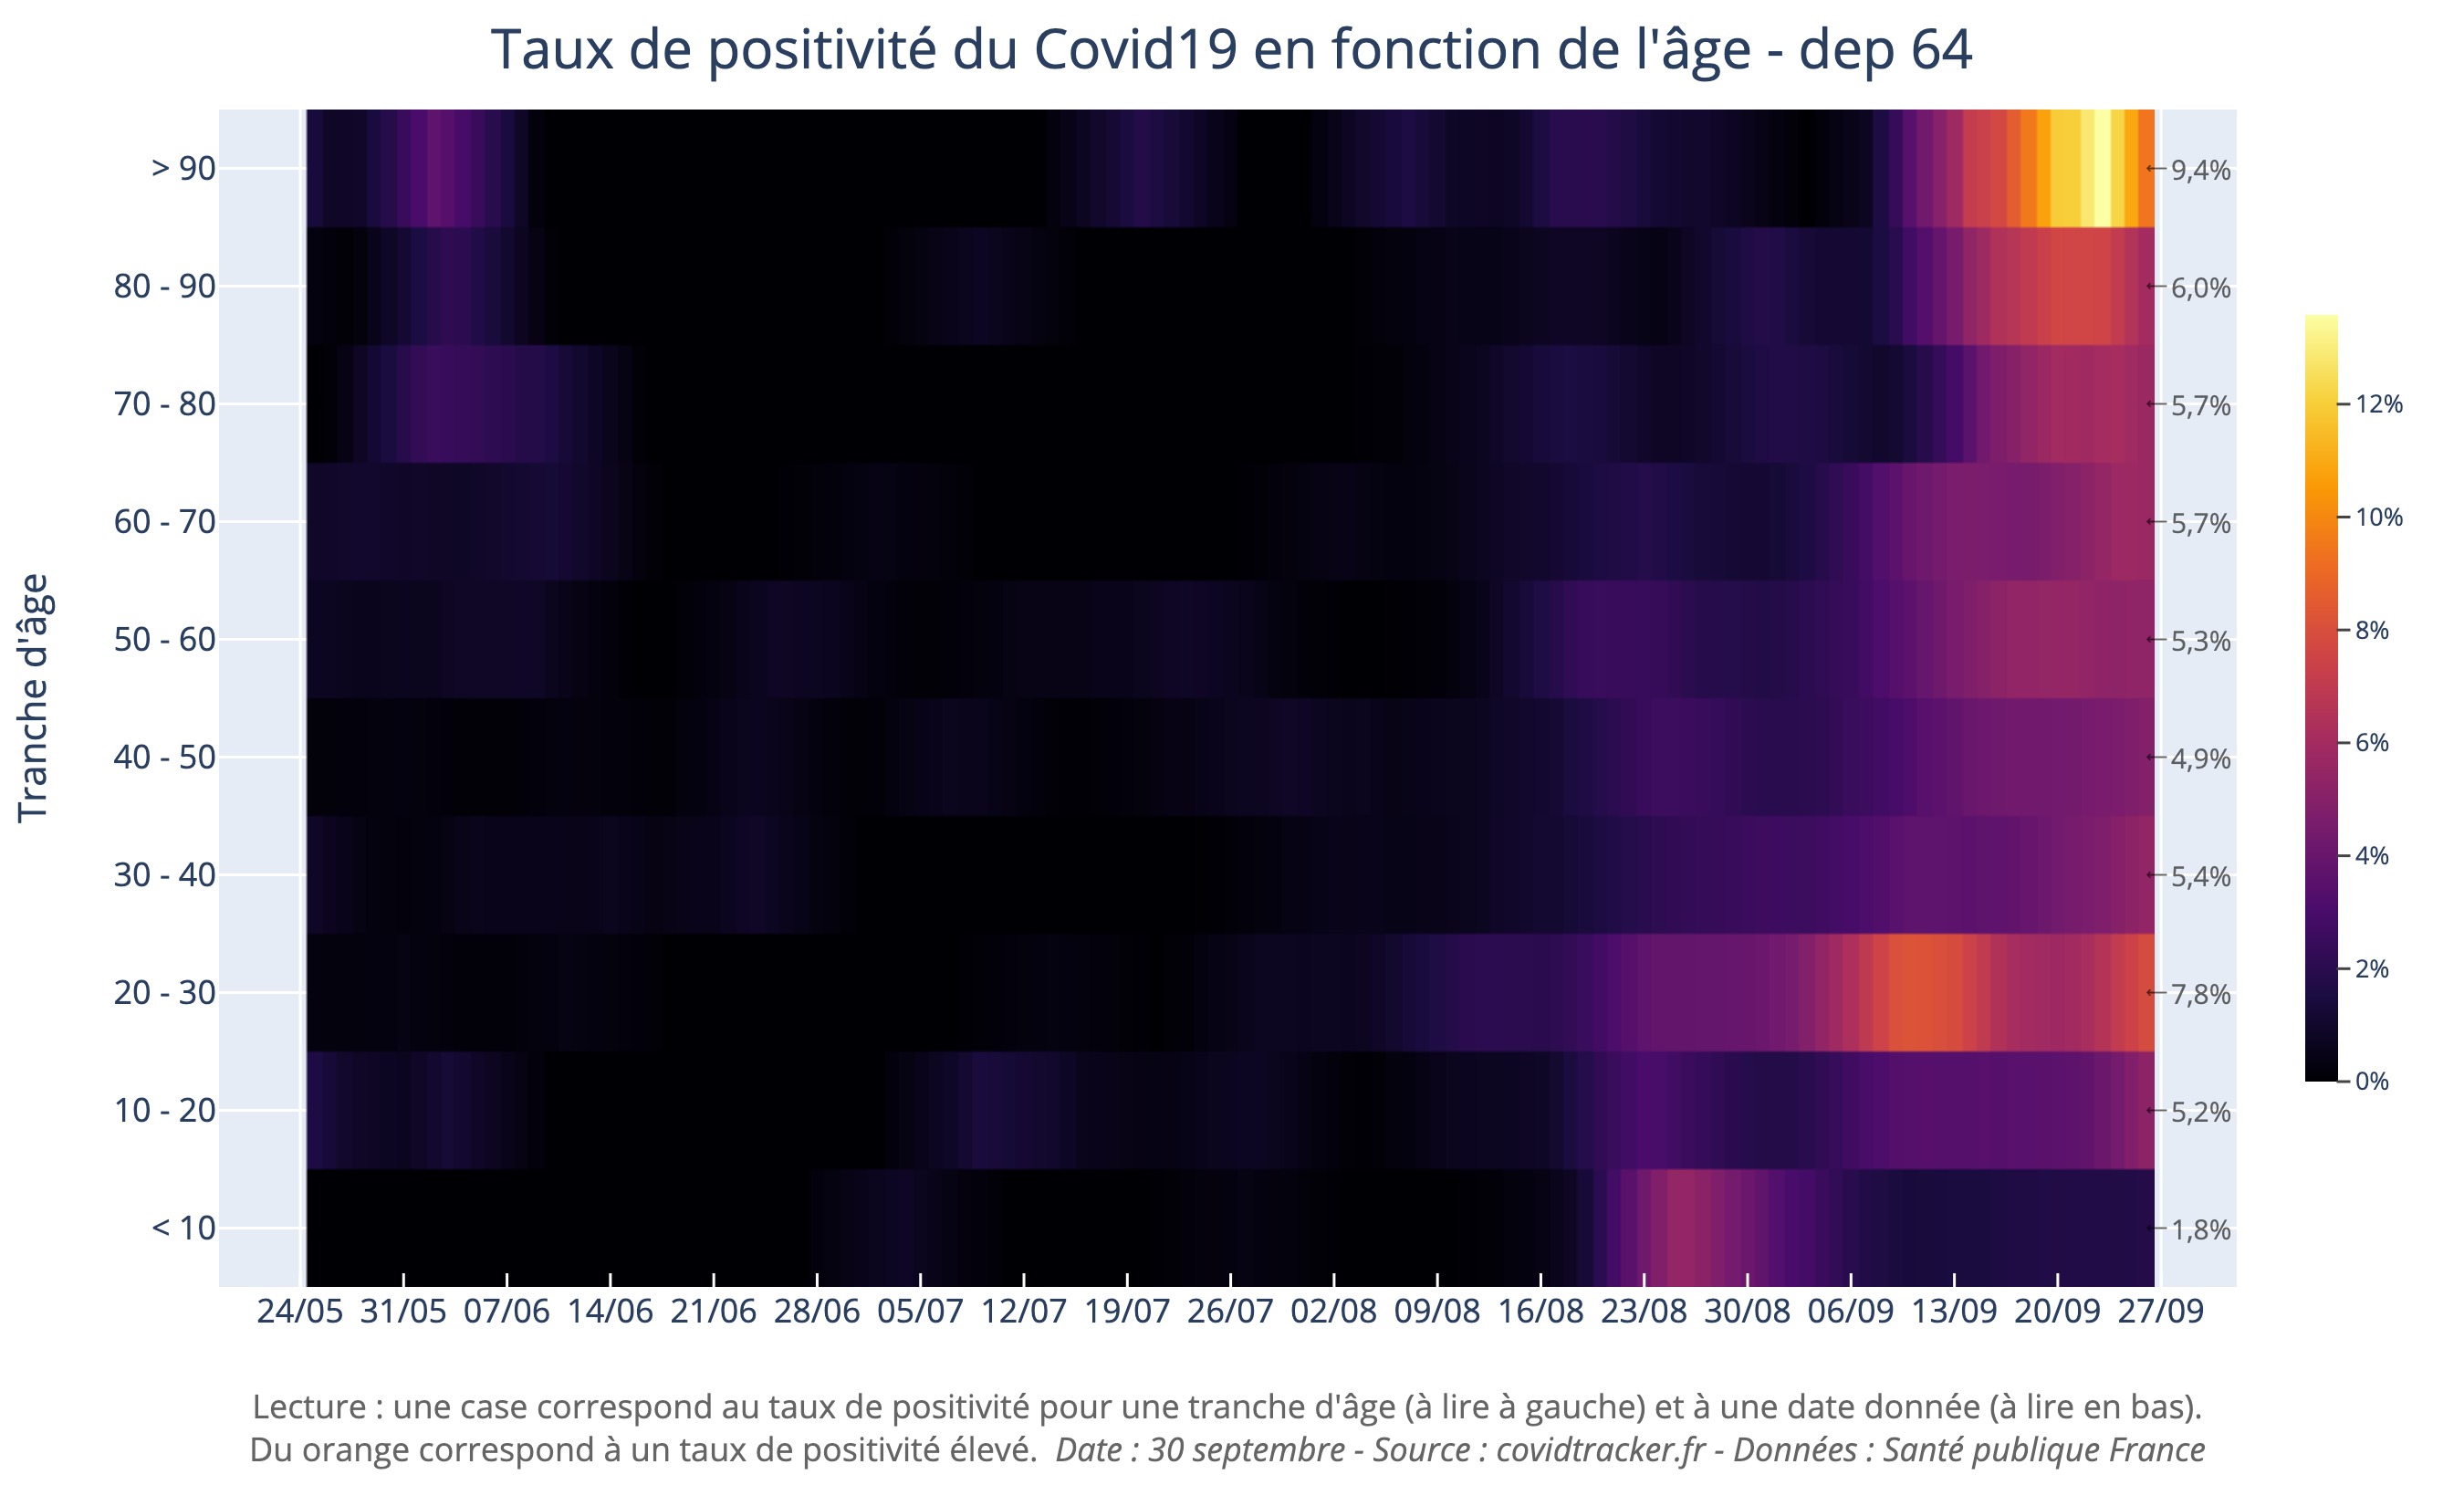 Taux de positivité du Covid19 en fonction de l'âge - dep 64
Tranche d'âge
> 90
80 - 90
70 - 80
60 - 70
50 - 60
40 - 50
30 - 40
20 - 30
10 - 20
< 10
9,4%
6,0%
5,7%
5,7%
5,3%
4,9%
5,4%
7,8%
5,2%
1,8%
12%
10%
8%
6%
4%
2%
0%
24/05 31/05 07/06 14/06 21/06 28/06 05/07 12/07 19/07 26/07 02/08 09/08 16/08 23/08 30/08 06/09 13/09 20/09 27/09
Lecture : une case correspond au taux de positivité pour une tranche d'âge (à lire à gauche) et à une date donnée (à lire en bas).
Du orange correspond à un taux de positivité élevé. Date : 30 septembre - Source : covidtracker.fr - Données : Santé publique France